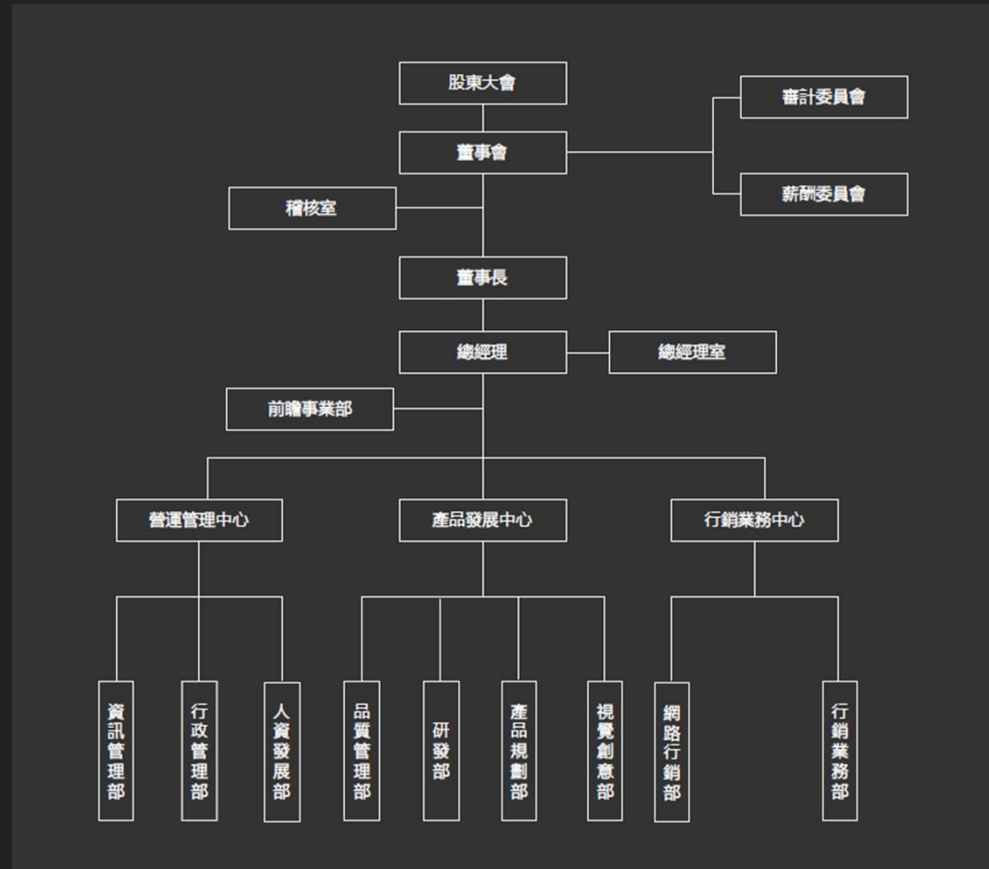 股東大會
審計委員會
董事會
薪酬委員會
稽核室
董事長
總經理
總經理室
前瞻事業部
營運管理中心
產品發展中心
行銷業務中心
資訊管理部
行政管理部
人資發展部
品質管理部
研發部
產品規劃部
視覺創意部
網路行銷部
行銷業務部